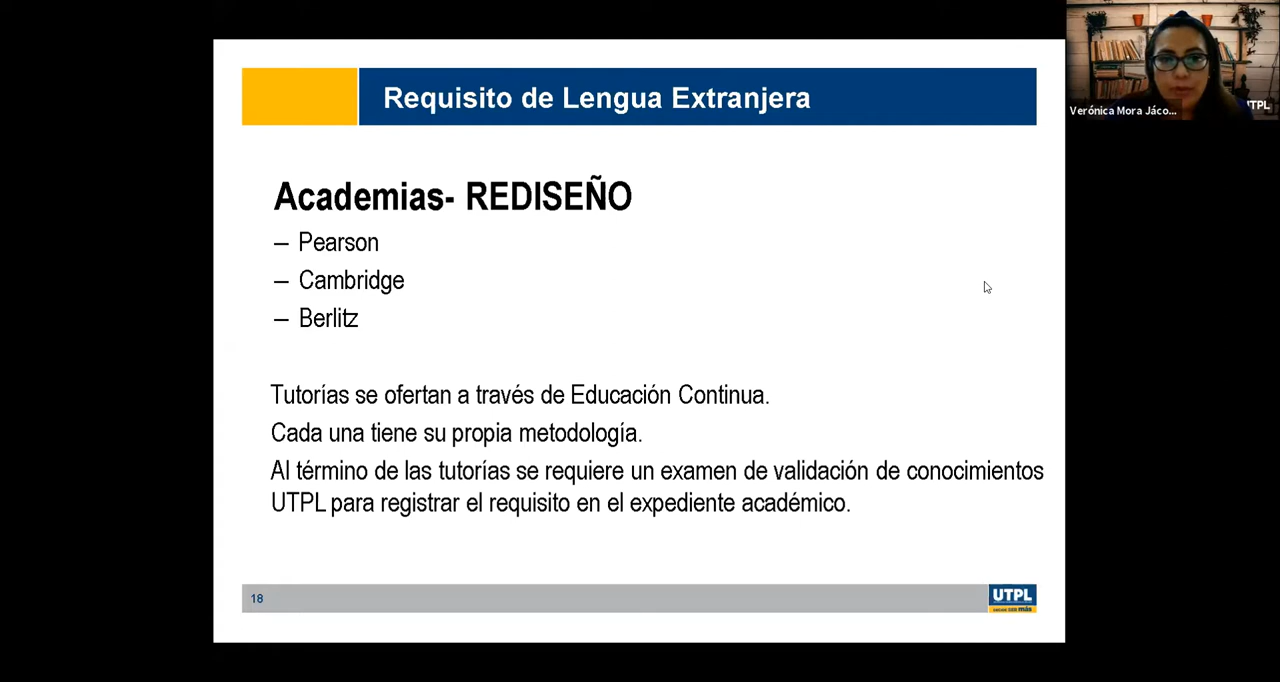 Requisito de Lengua Extranjera
Verónica Mora Jáco...
UTPL
Academias- REDISEÑO
– Pearson
– Cambridge
– Berlitz
Tutorías se ofertan a través de Educación Continua.
Cada una tiene su propia metodología.
Al término de las tutorías se requiere un examen de validación de conocimientos
UTPL para registrar el requisito en el expediente académico.
18
UTPL